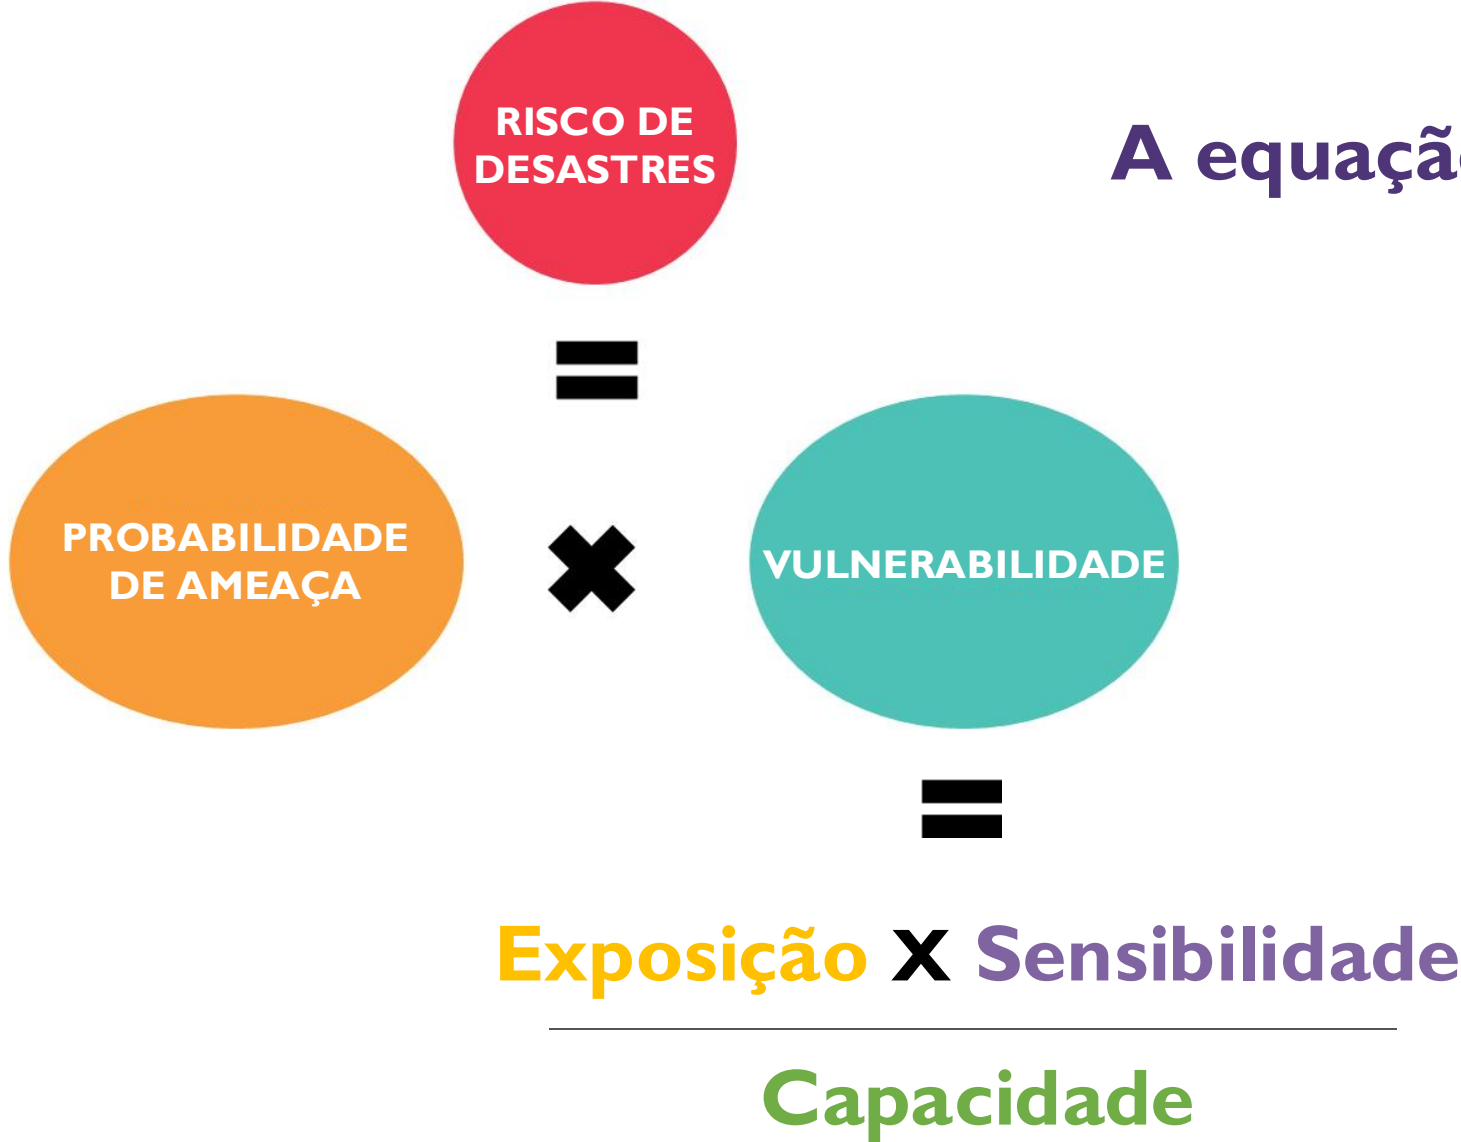 RISCO DE
DESASTRES
A equaçã
=
PROBABILIDADE
DE AMEAÇA
✖
VULNERABILIDADE
=
Exposição X Sensibilidade
Capacidade